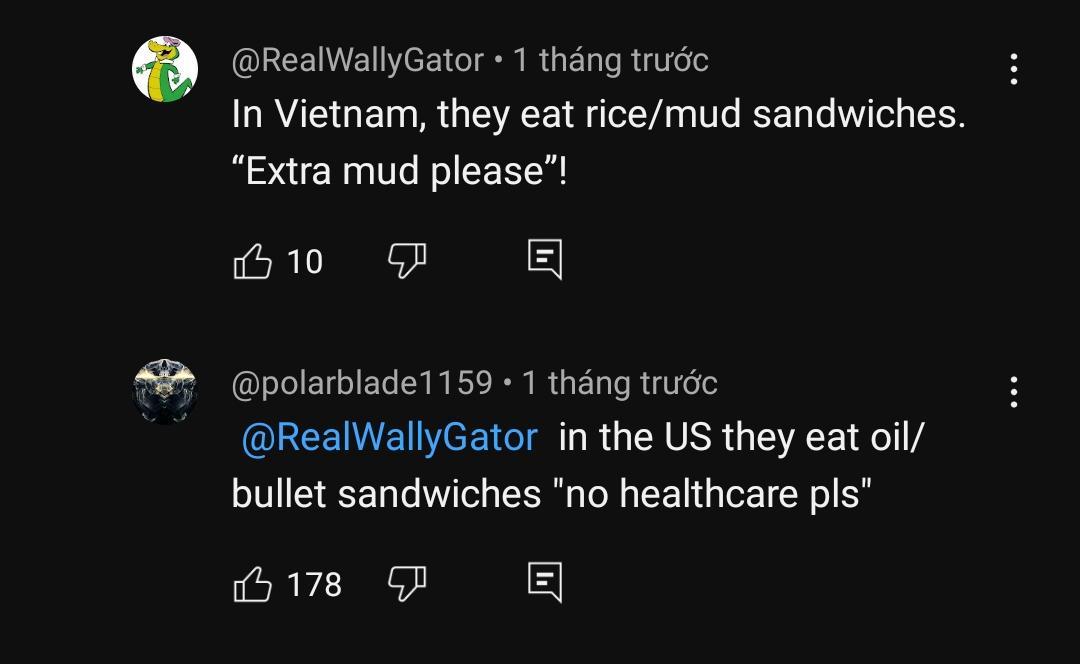 @RealWallyGator • 1 tháng trước
In Vietnam, they eat rice/mud sandwiches.
“Extra mud please”!
10
@polarblade1159 • 1 tháng trước
@RealWallyGator in the US they eat oil/
bullet sandwiches "no healthcare pls"
178